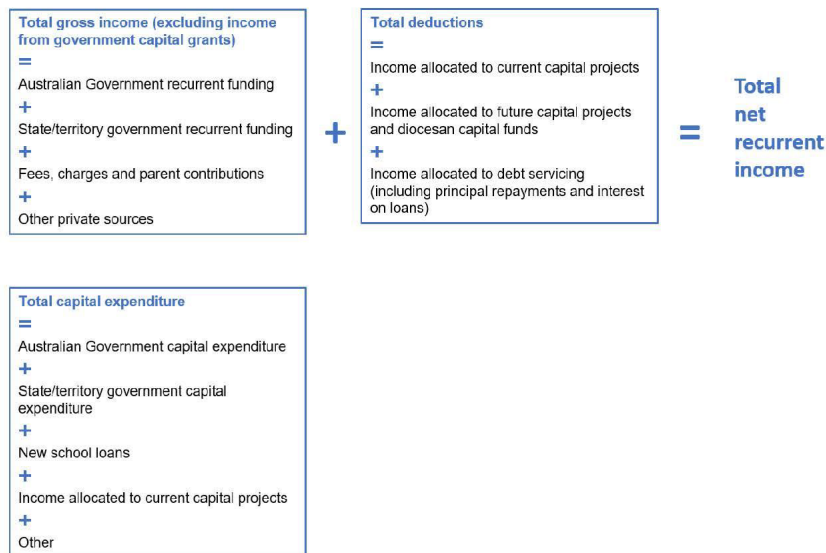 Total gross income (excluding income
from government capital grants)
=
Australian Government recurrent funding
+
State/territory government recurrent funding
+
Fees, charges and parent contributions
+
Other private sources
+
Total deductions
=
Income allocated to current capital projects
+
Income allocated to future capital projects
and diocesan capital funds
+
Income allocated to debt servicing
(including principal repayments and interest
on loans)
=
Total
net
recurrent
income
Total capital expenditure
=
Australian Government capital expenditure
+
State/territory government capital
expenditure
+
New school loans
+
Income allocated to current capital projects
+
Other